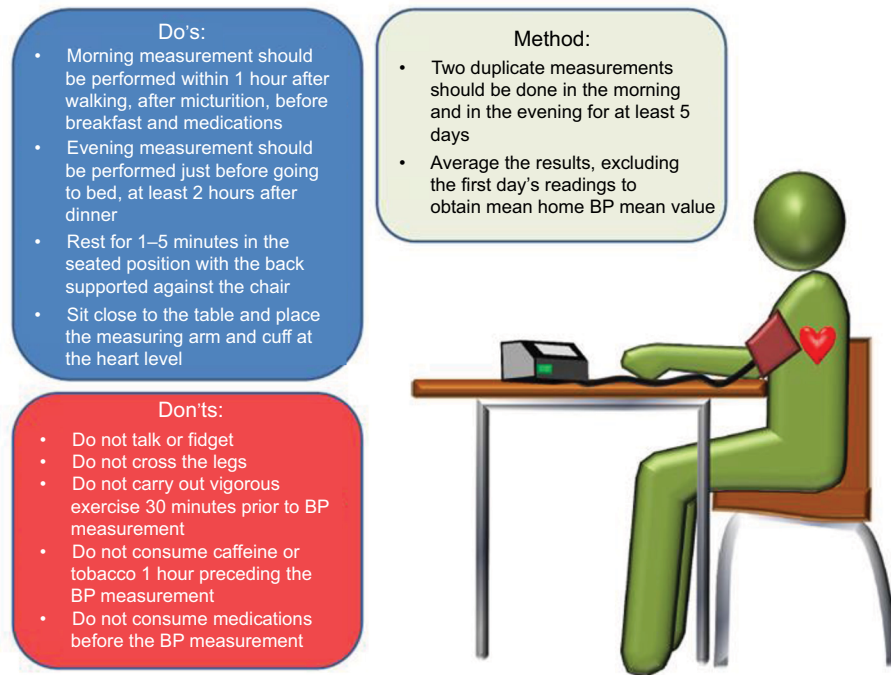 Do's:
• Morning measurement should
be performed within 1 hour after
walking, after micturition, before
breakfast and medications
• Evening measurement should
be performed just before going
to bed, at least 2 hours after
dinner
• Rest for 1–5 minutes in the
seated position with the back
supported against the chair
• Sit close to the table and place
the measuring arm and cuff at
the heart level
Don'ts:
• Do not talk or fidget
• Do not cross the legs
• Do not carry out vigorous
exercise 30 minutes prior to BP
measurement
• Do not consume caffeine or
tobacco 1 hour preceding the
BP measurement
• Do not consume medications
before the BP measurement
Method:
• Two duplicate measurements
should be done in the morning
and in the evening for at least 5
days
• Average the results, excluding
the first day's readings to
obtain mean home BP mean value